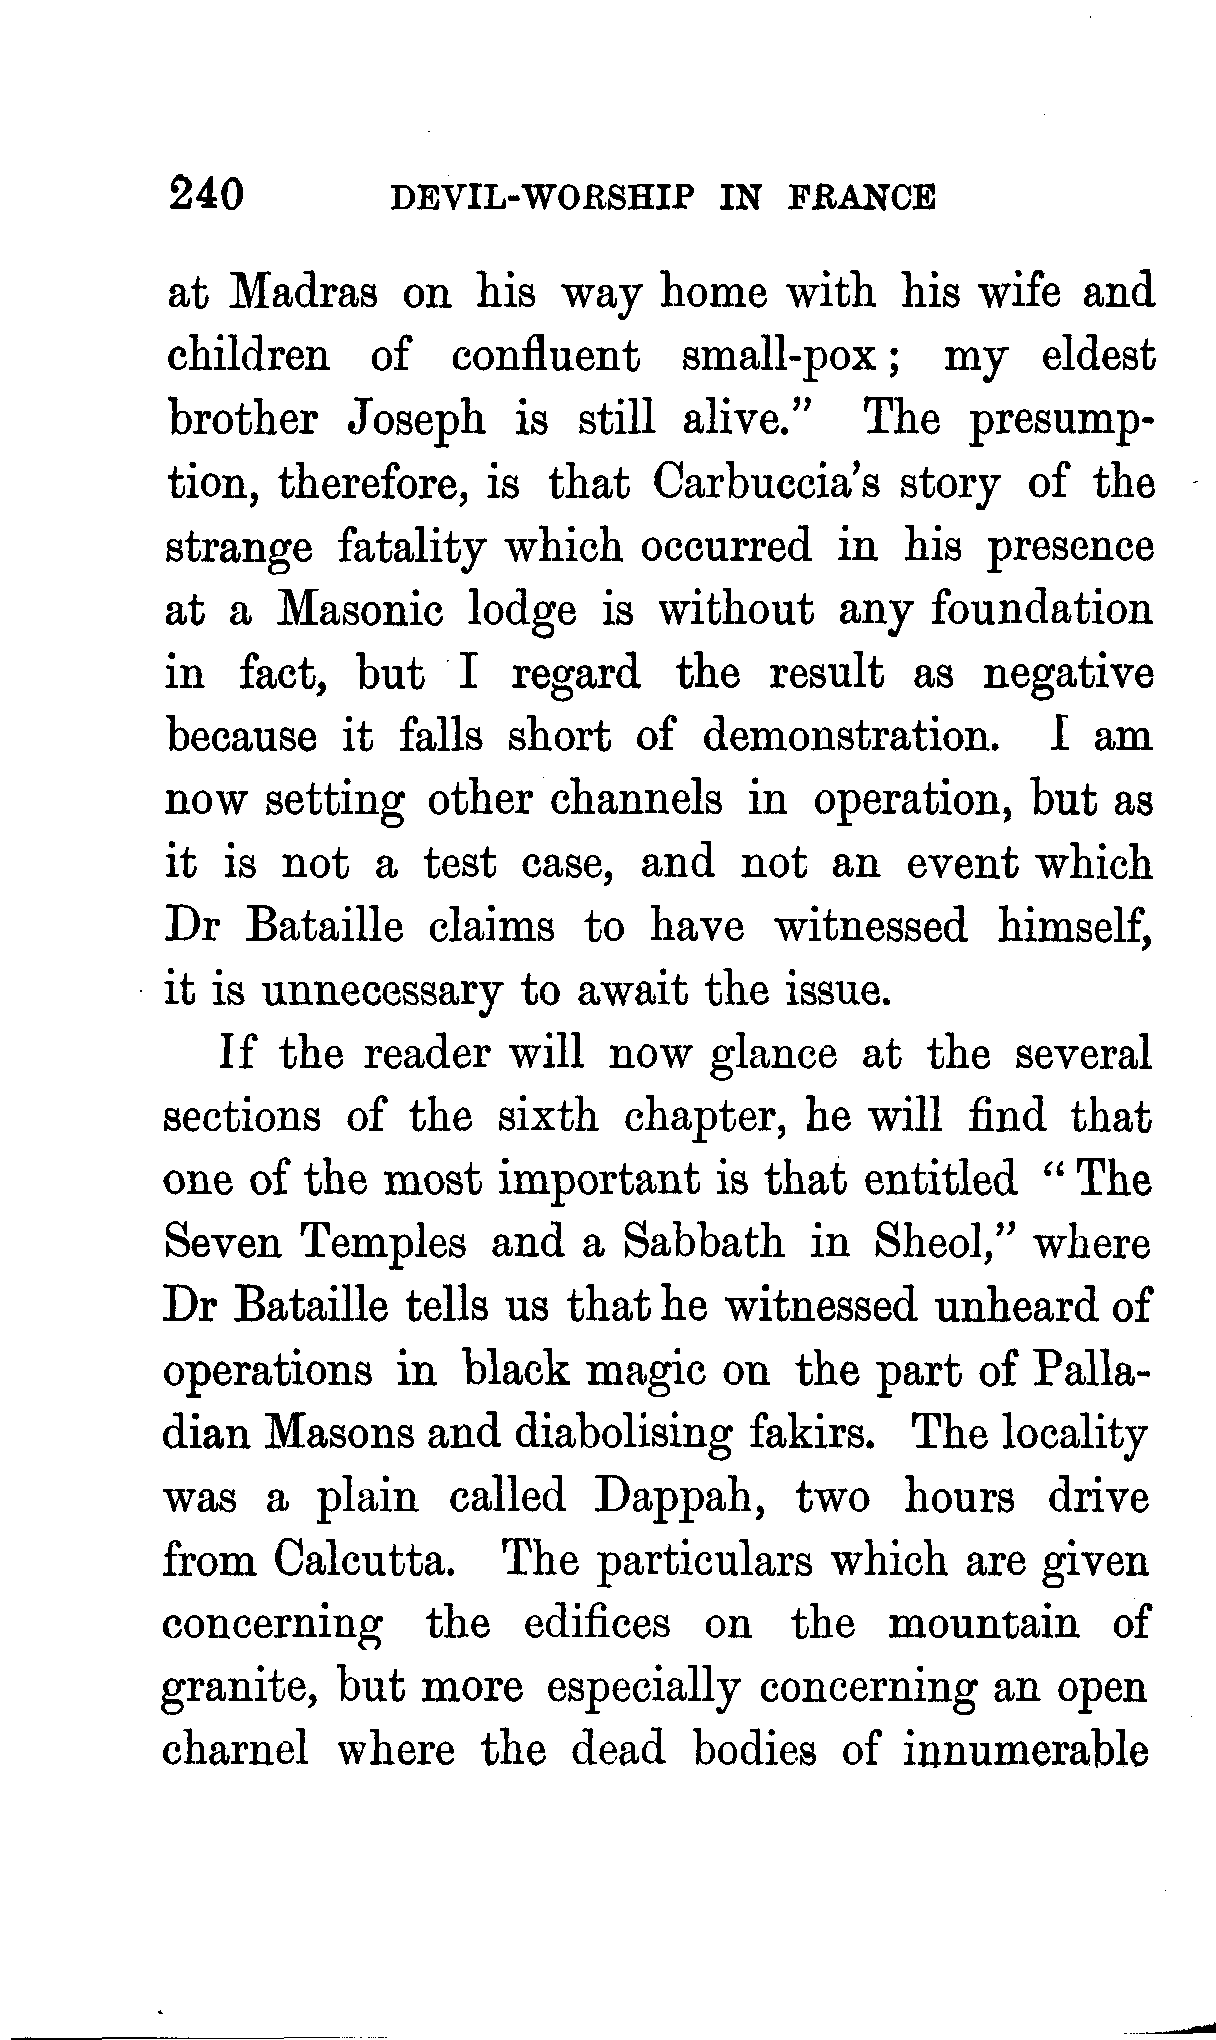 240 DEVIL-WORSHIP IN FRANCE
at Madras on his way home with his wife and
children of confluent small-pox; my eldest
brother Joseph is still alive.” The presump-
tion, therefore, is that Carbuccia’s story of the
strange fatality which occurred in his presence
at a Masonic lodge is without any foundation
in fact, but I regard the result as negative
because it falls short of demonstration. I am
now setting other channels in operation, but as
it is not a test case, and not an event which
Dr Bataille claims to have witnessed himself,
it is unnecessary to await the issue.
If the reader will now glance at the several
sections of the sixth chapter, he will find that
one of the most important is that entitled “The
Seven Temples and a Sabbath in Sheol,” where
Dr Bataille tells us that he witnessed unheard of
operations in black magic on the part of Palla-
dian Masons and diabolising fakirs. The locality
was a plain called Dappah, two hours drive
from Calcutta. The particulars which are given
concerning the edifices on the mountain of
granite, but more especially concerning an open
charnel where the dead bodies of innumerable